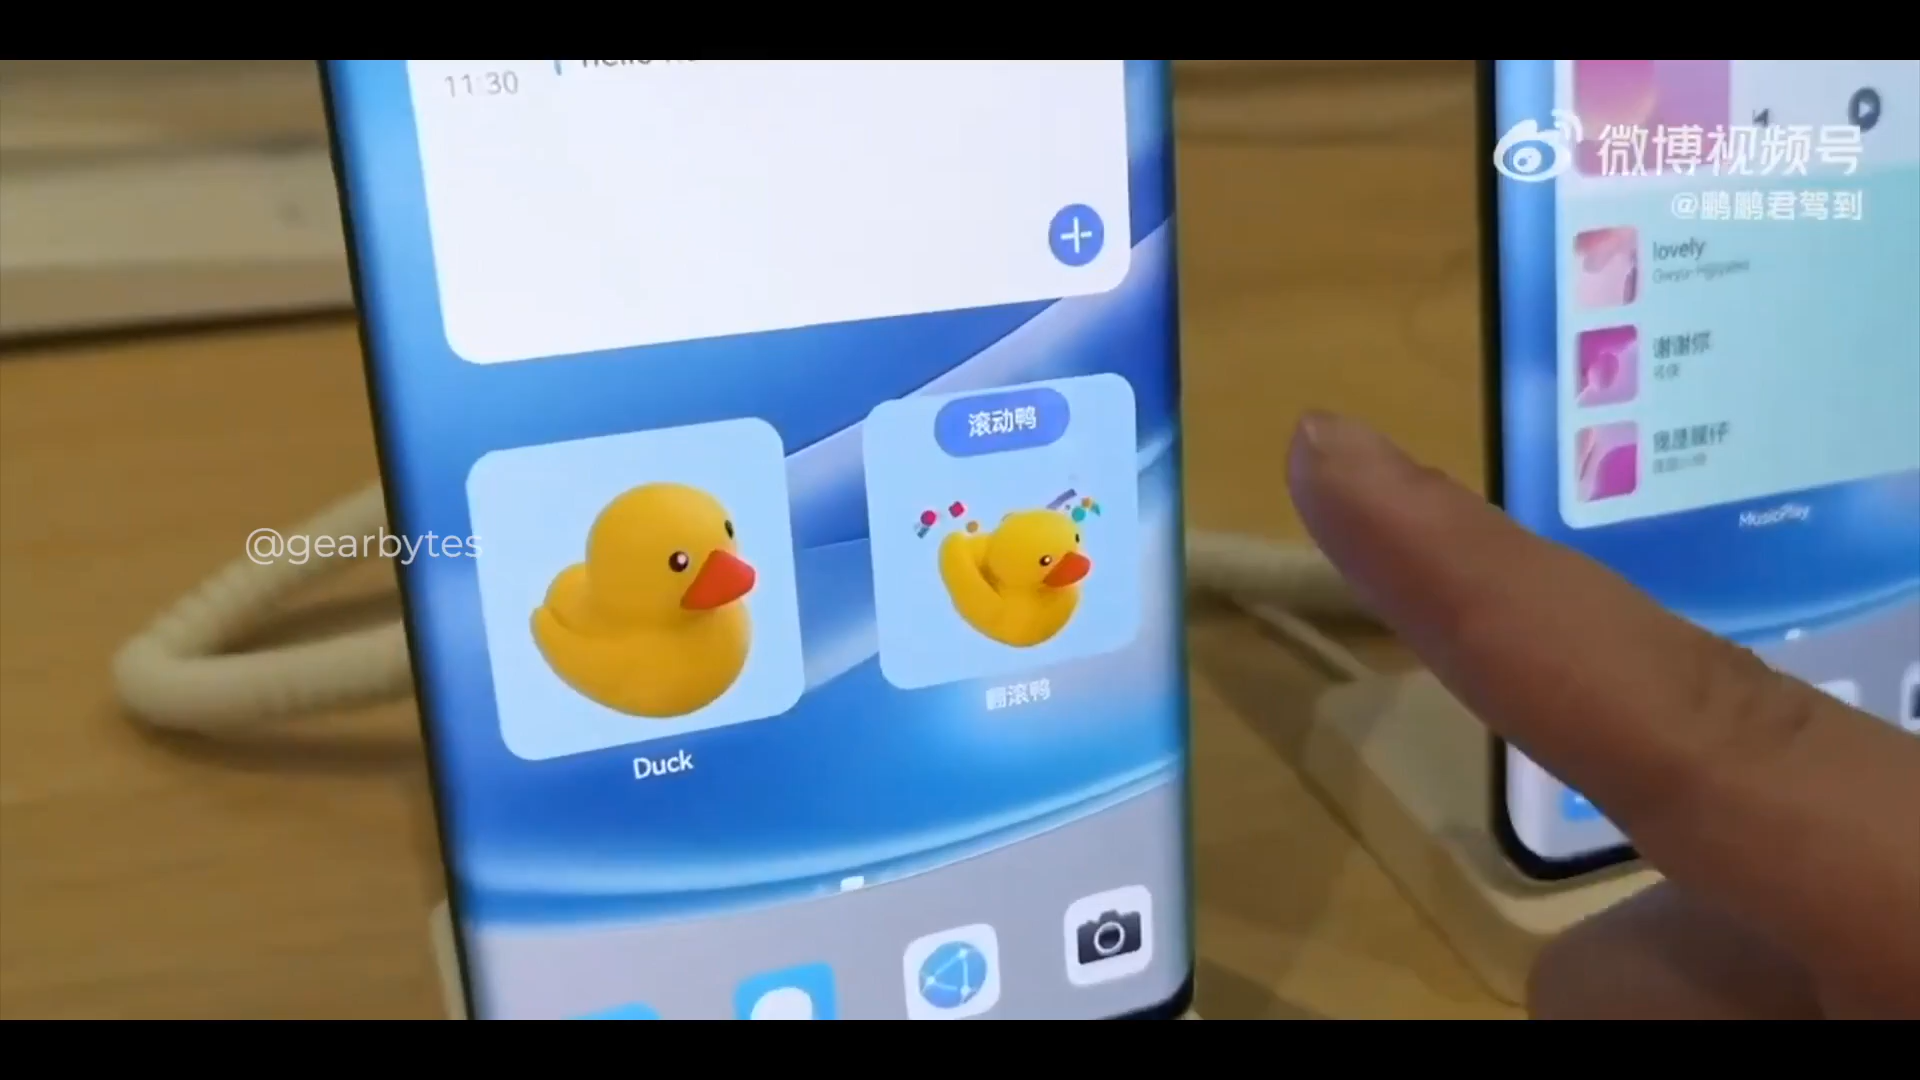 11:30
微博视频号
@鹏鹏君驾到
lovely
谢谢你
滚动鸭
MusicPlay
@gearbytes
翻滚鸭
Duck